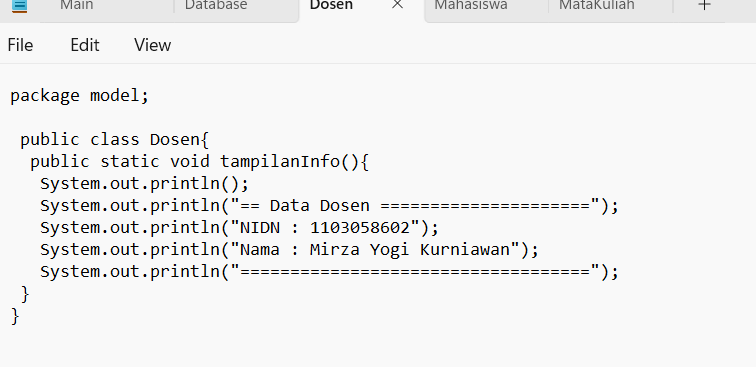 Main Database Dosen × Mahasiswa MataKuliah +
File Edit View
package model;
public class Dosen{
public static void tampilanInfo(){
System.out.println();
System.out.println("== Data Dosen =====================");
System.out.println("NIDN : 1103058602");
System.out.println("Nama : Mirza Yogi Kurniawan");
System.out.println("===================================");
}
}